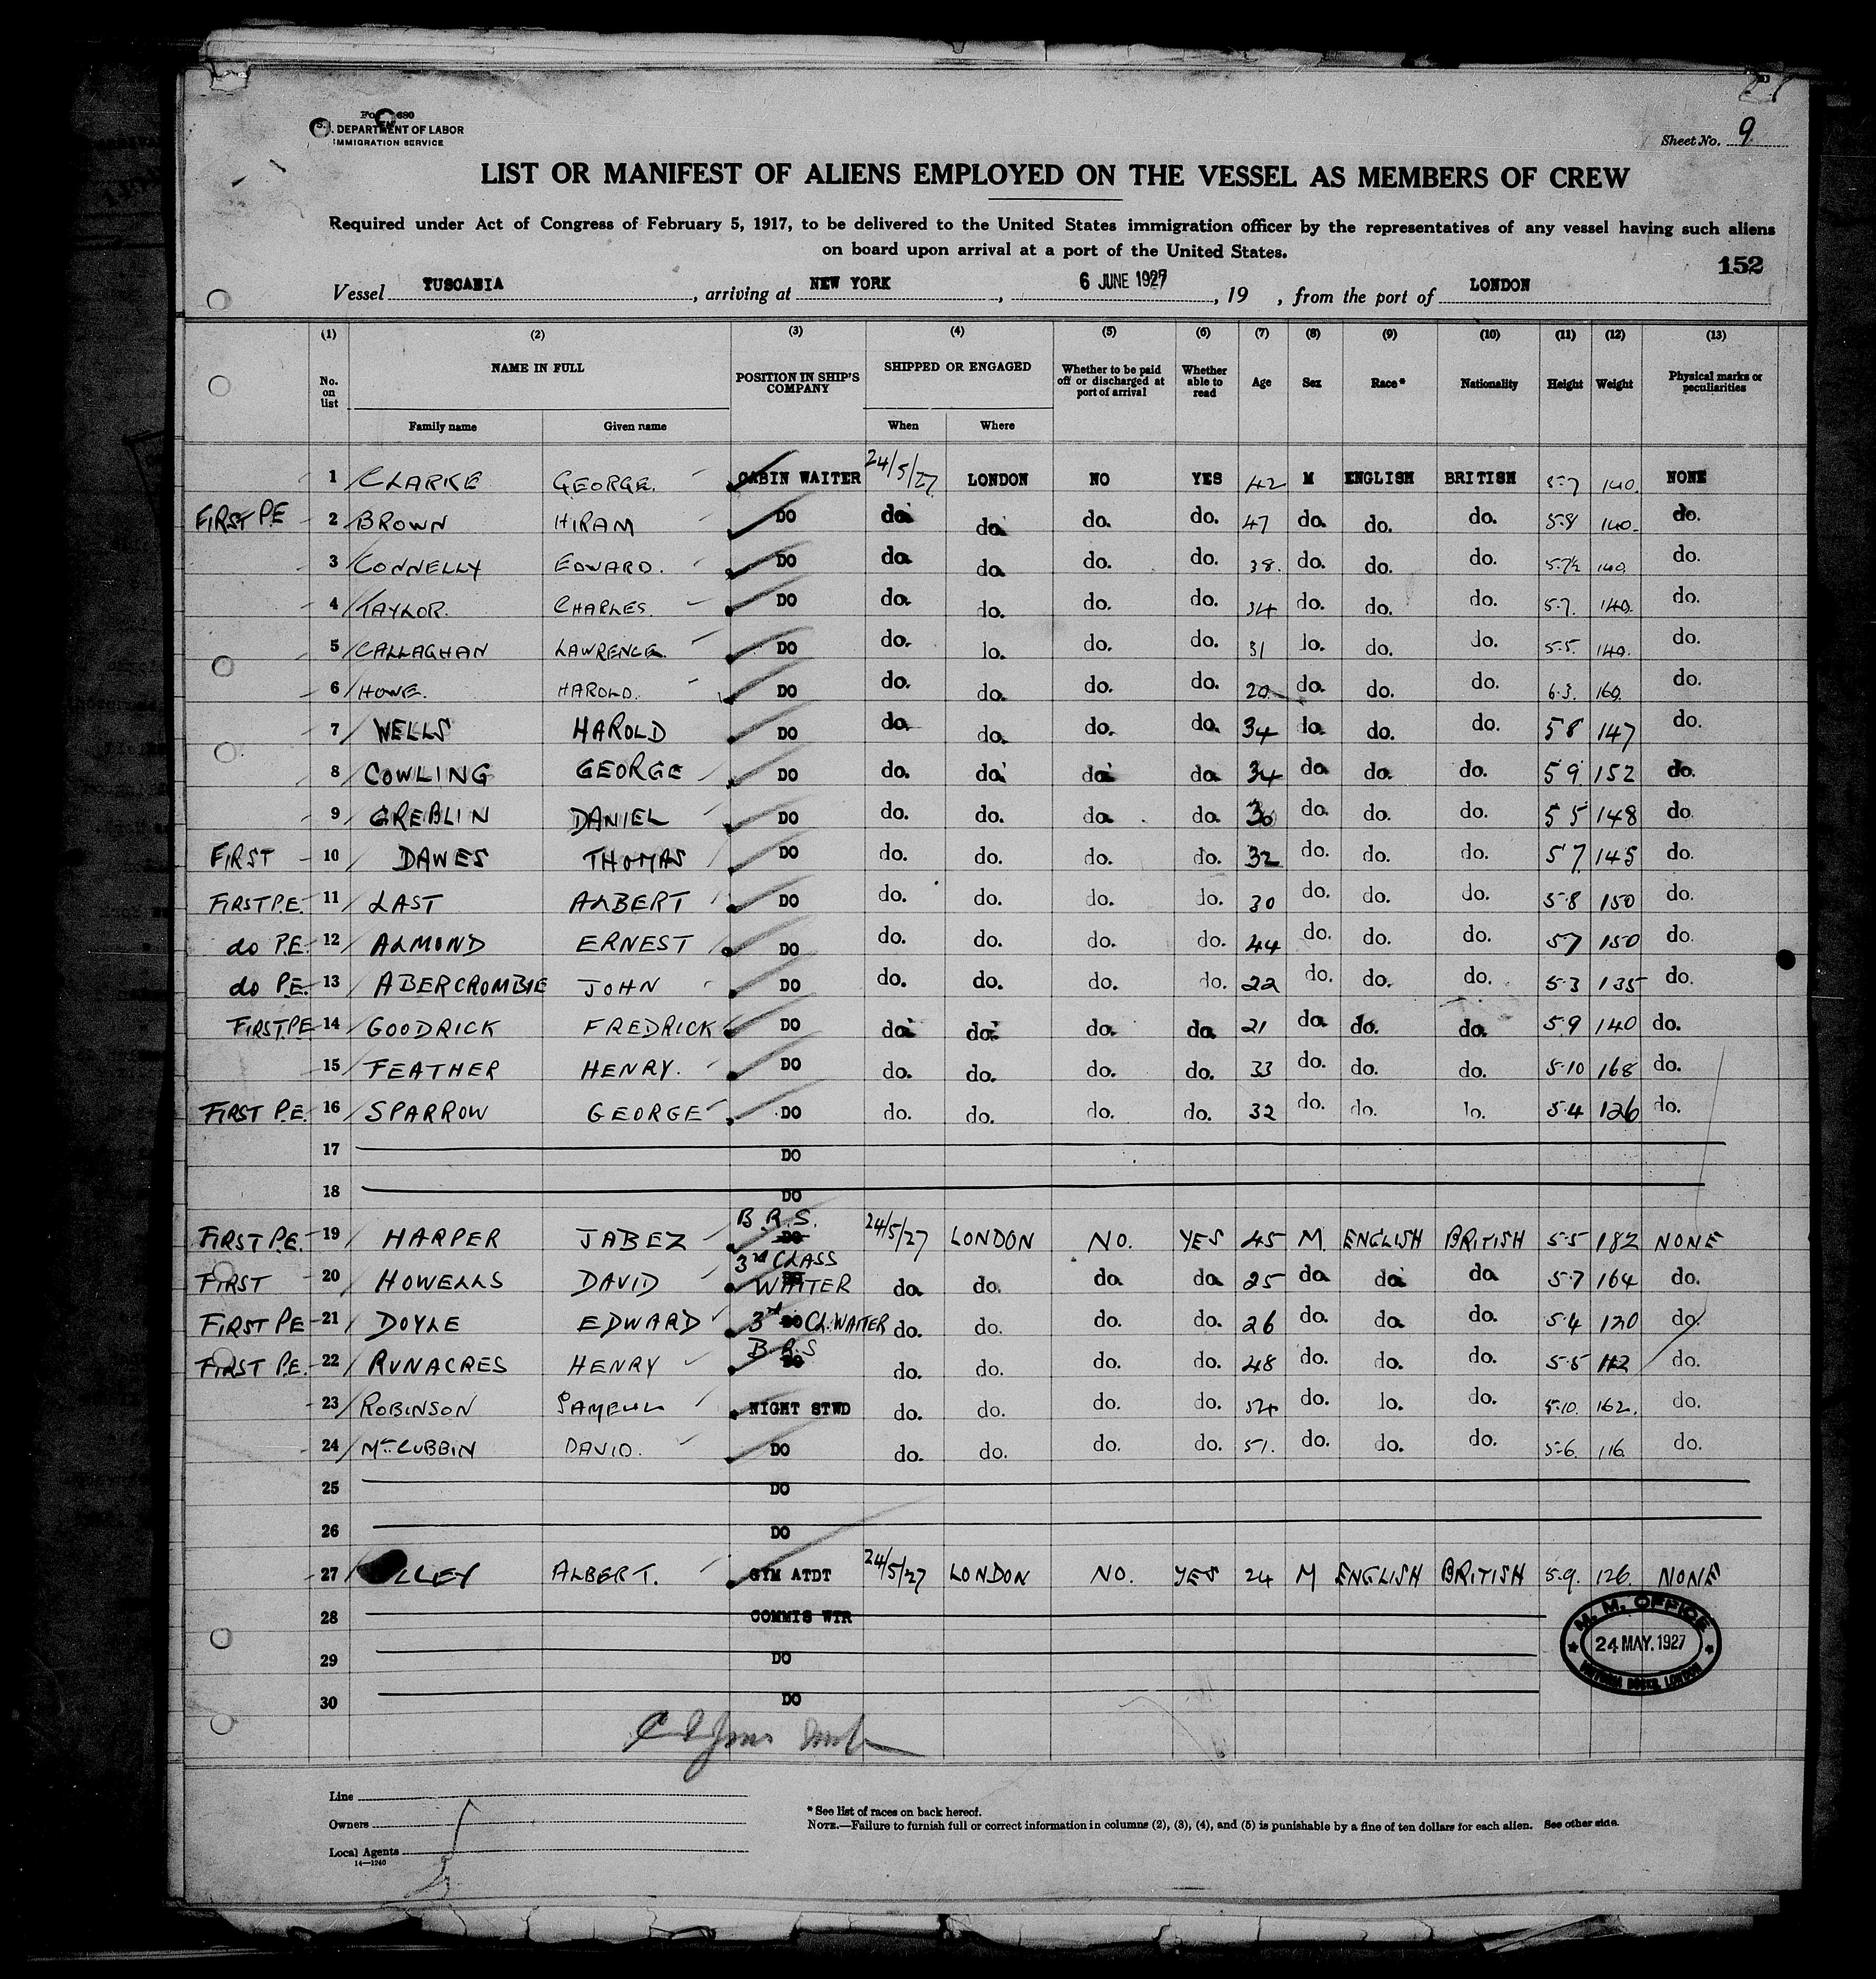 Sheet No. 9
DEPARTMENT OF LABOR
IMMIGRATION SERVICE
LIST OR MANIFEST OF ALIENS EMPLOYED ON THE VESSEL AS MEMBERS OF CREW
Required under Act of Congress of February 5, 1917, to be delivered to the United States immigration officer by the representatives of any vessel having such aliens
on board upon arrival at a port of the United States.
152
Vessel TUSCANIA, arriving at NEW YORK, 6 JUNE 1927, 19 , from the port of LONDON
(1) (2) (3) (4) (5) (6) (7) (8) (9) (10) (11) (12) (13)
No. on list NAME IN FULL POSITION IN SHIP'S COMPANY SHIPPED OR ENGAGED Whether to be paid off or discharged at port of arrival Whether able to read Age Sex Race* Nationality Height Weight Physical marks or peculiarities
Family name Given name When Where
1 CLARKE GEORGE. CABIN WAITER 24/5/27 LONDON NO YES 42 M ENGLISH BRITISH 5-7 140. NONE
FIRST P.E 2 BROWN HIRAM DO do. do. do. do. 47 do. do. do. 5-8 140. do.
3 CONNELLY EDWARD. DO do. do. do. do. 38. do. do. do. 5-7½ 140. do.
4 TAYLOR. CHARLES. DO do. do. do. do. 34 do. do. do. 5-7. 140. do.
5 CALLAGHAN LAWRENCE. DO do. lo. do. do. 31 lo. do. do. 5-5. 140. do.
6 HOWE. HAROLD. DO do. do. do. do. 20. do. do. do. 6.3. 160. do.
7 WELLS HAROLD DO do. do. do. do. 34 do. do. do. 5 8 147 do.
8 COWLING GEORGE DO do. do. do. do. 34 do. do. do. 5 9. 152 do.
9 GREBLIN DANIEL DO do. do. do. do. 30 do. do. do. 5 5 148 do.
FIRST 10 DAWES THOMAS DO do. do. do. do. 32 do. do. do. 5 7. 145 do.
FIRST P.E. 11 LAST ALBERT DO do. do. do. do. 30 do. do. do. 5.8 150 do.
do P.E. 12 ALMOND ERNEST DO do. do. do. do. 44 do. do. do. 5.7 150 do.
do P.E. 13 ABERCROMBIE JOHN DO do. do. do. do. 22 do. do. do. 5.3 135 do.
FIRST P.E 14 GOODRICK FREDRICK DO do. do. do. do. 21 do. do. do. 5.9 140 do.
15 FEATHER HENRY. DO do. do. do. do. 33 do. do. do. 5.10 168 do.
FIRST P.E. 16 SPARROW GEORGE DO do. do. do. do. 32 do. do. lo. 5.4 126 do.
17 DO
18 DO
FIRST P.E. 19 HARPER JABEZ B.R.S. DO 24/5/27 LONDON NO. YES 45 M. ENGLISH BRITISH 5.5 182 NONE
FIRST 20 HOWELLS DAVID 3rd CLASS WAITER do. do. do. do. 25 do. do. do. 5.7 164 do.
FIRST P.E 21 DOYLE EDWARD 3rd CL. WAITER do. do. do. do. 26 do. do. do. 5.4 120 do.
FIRST P.E. 22 RUNACRES HENRY B.R.S DO do. do. do. do. 48 do. do. do. 5.5 112 do.
23 ROBINSON NIGHT STWD do. do. do. do. 54 do. lo. do. 5.10. 162. do.
24 McCUBBIN DAVID. DO do. do. do. do. 51. do. do. do. 5-6. 116. do.
25 DO
26 DO
27 LLEY ALBERT. GYM ATDT 24/5/27 LONDON NO. YES 24 M ENGLISH BRITISH 5.9. 126. NONE
28 COMMIS WTR
29 DO
30 DO
M. M. OFFICE
24 MAY. 1927
VICTORIA DOCKS, LONDON
Line
Owners
Local Agents
14—1240
* See list of races on back hereof.
NOTE.—Failure to furnish full or correct information in columns (2), (3), (4), and (5) is punishable by a fine of ten dollars for each alien. See other side.